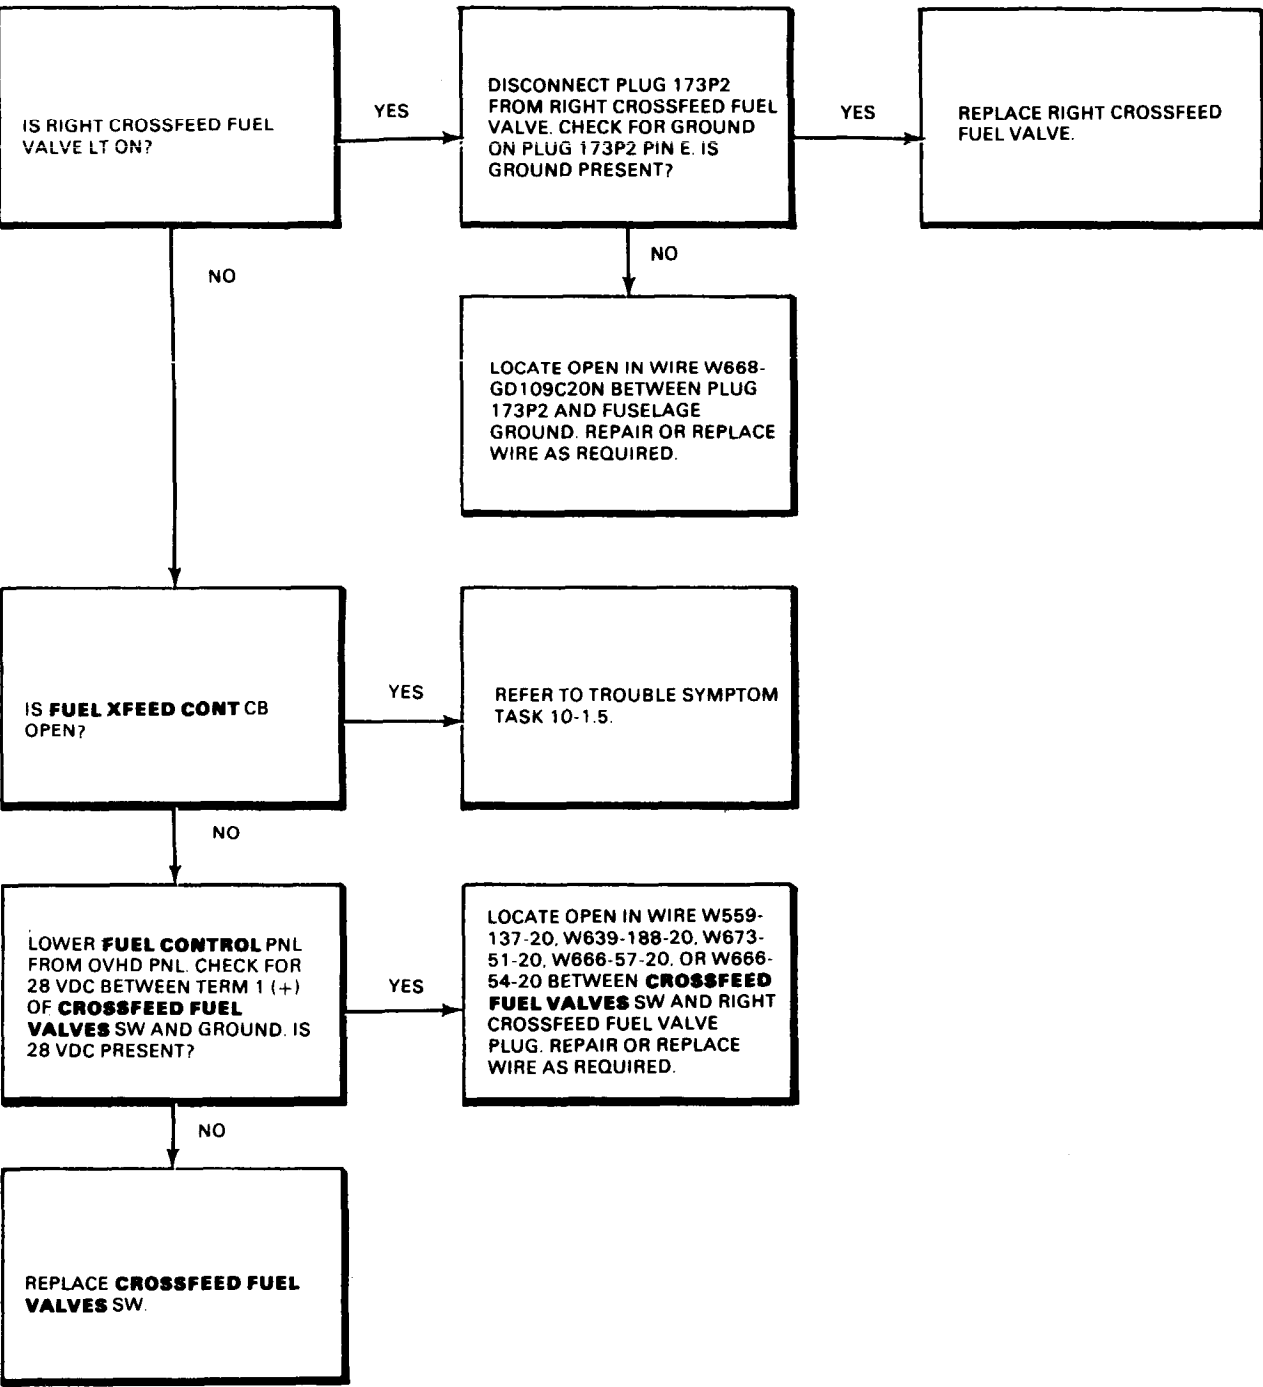 IS RIGHT CROSSFEED FUEL
VALVE LT ON?
YES
DISCONNECT PLUG 173P2
FROM RIGHT CROSSFEED FUEL
VALVE. CHECK FOR GROUND
ON PLUG 173P2 PIN E. IS
GROUND PRESENT?
YES
REPLACE RIGHT CROSSFEED
FUEL VALVE.
NO
NO
LOCATE OPEN IN WIRE W668-
GD109C20N BETWEEN PLUG
173P2 AND FUSELAGE
GROUND. REPAIR OR REPLACE
WIRE AS REQUIRED.
IS FUEL XFEED CONT CB
OPEN?
YES
REFER TO TROUBLE SYMPTOM
TASK 10-1.5.
NO
LOWER FUEL CONTROL PNL
FROM OVHD PNL. CHECK FOR
28 VDC BETWEEN TERM 1 (+)
OF CROSSFEED FUEL
VALVES SW AND GROUND. IS
28 VDC PRESENT?
YES
LOCATE OPEN IN WIRE W559-
137-20, W639-188-20, W673-
51-20, W666-57-20, OR W666-
54-20 BETWEEN CROSSFEED
FUEL VALVES SW AND RIGHT
CROSSFEED FUEL VALVE
PLUG. REPAIR OR REPLACE
WIRE AS REQUIRED.
NO
REPLACE CROSSFEED FUEL
VALVES SW.